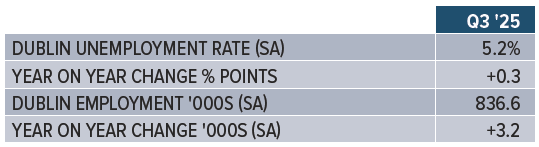 Q3 '25
DUBLIN UNEMPLOYMENT RATE (SA) 5.2%
YEAR ON YEAR CHANGE % POINTS +0.3
DUBLIN EMPLOYMENT '000S (SA) 836.6
YEAR ON YEAR CHANGE '000S (SA) +3.2